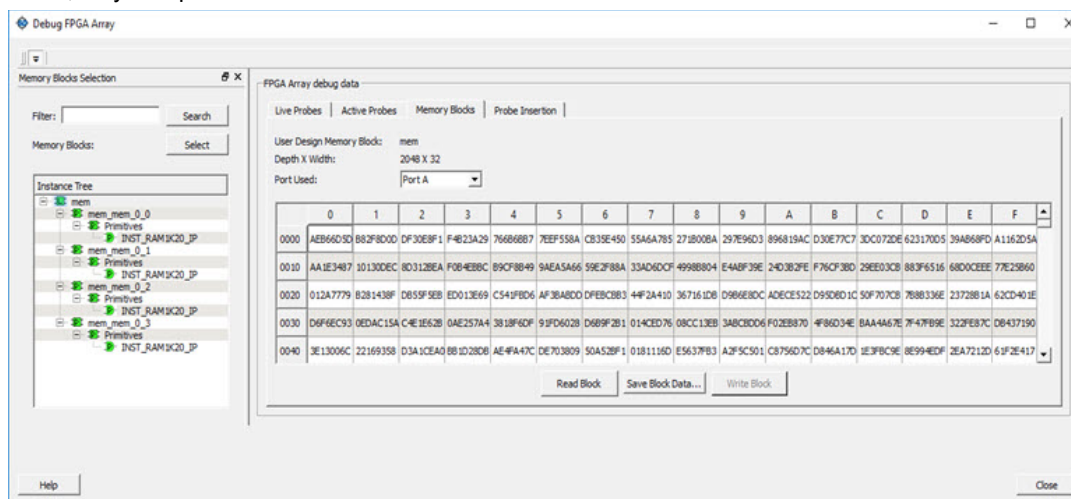 Debug FPGA Array
Memory Blocks Selection
Filter:
Search
Memory Blocks:
Select
Instance Tree
mem
mem_mem_0_0
Primitives
INST_RAM1K20_IP
mem_mem_0_1
Primitives
INST_RAM1K20_IP
mem_mem_0_2
Primitives
INST_RAM1K20_IP
mem_mem_0_3
Primitives
INST_RAM1K20_IP
FPGA Array debug data
Live Probes Active Probes Memory Blocks Probe Insertion
User Design Memory Block: mem
Depth X Width: 2048 X 32
Port Used: Port A
0 1 2 3 4 5 6 7 8 9 A B C D E F
0000 AEB66D5D B82F8D0D DF30E8F1 F4B23A29 766B6BB7 7EEF558A CB35E450 55A6A785 271B00BA 297E96D3 896819AC D30E77C7 3DC072DE 623170D5 39AB68FD A1162D5A
0010 AA1E3487 10130DEC 8D312BEA F0B4EBBC B9CF8B49 9AEA5A66 59E2F88A 33AD6DCF 4998B804 E4ABF39E 24D3B2FE F76CF3BD 29EE03CB 883F6516 68D0CEEE 77E25B60
0020 012A7779 B281438F DB55F5EB ED013E69 C541FBD6 AF3BABDD DFEBCBB3 44F2A410 367161DB D9B6E8DC ADECE522 D95D8D1C 50F707CB 7B8B336E 23728B1A 62CD401E
0030 D6F6EC93 0EDAC15A C4E1E62B 0AE257A4 3818F6DF 91FD6028 D6B9F2B1 014CED76 08CC13EB 3ABCBDD6 F02EB870 4F86D34E BAA4A67E 7F47FB9E 322FE87C DB437190
0040 3E13006C 22169358 D3A1CEA0 BB1D28DB AE4FA47C DE703809 50A52BF1 0181116D E5637FB3 A2F5C501 C8756D7C D846A17D 1E3FBC9E 8E994EDF 2EA7212D 61F2E417
Read Block Save Block Data... Write Block
Help
Close